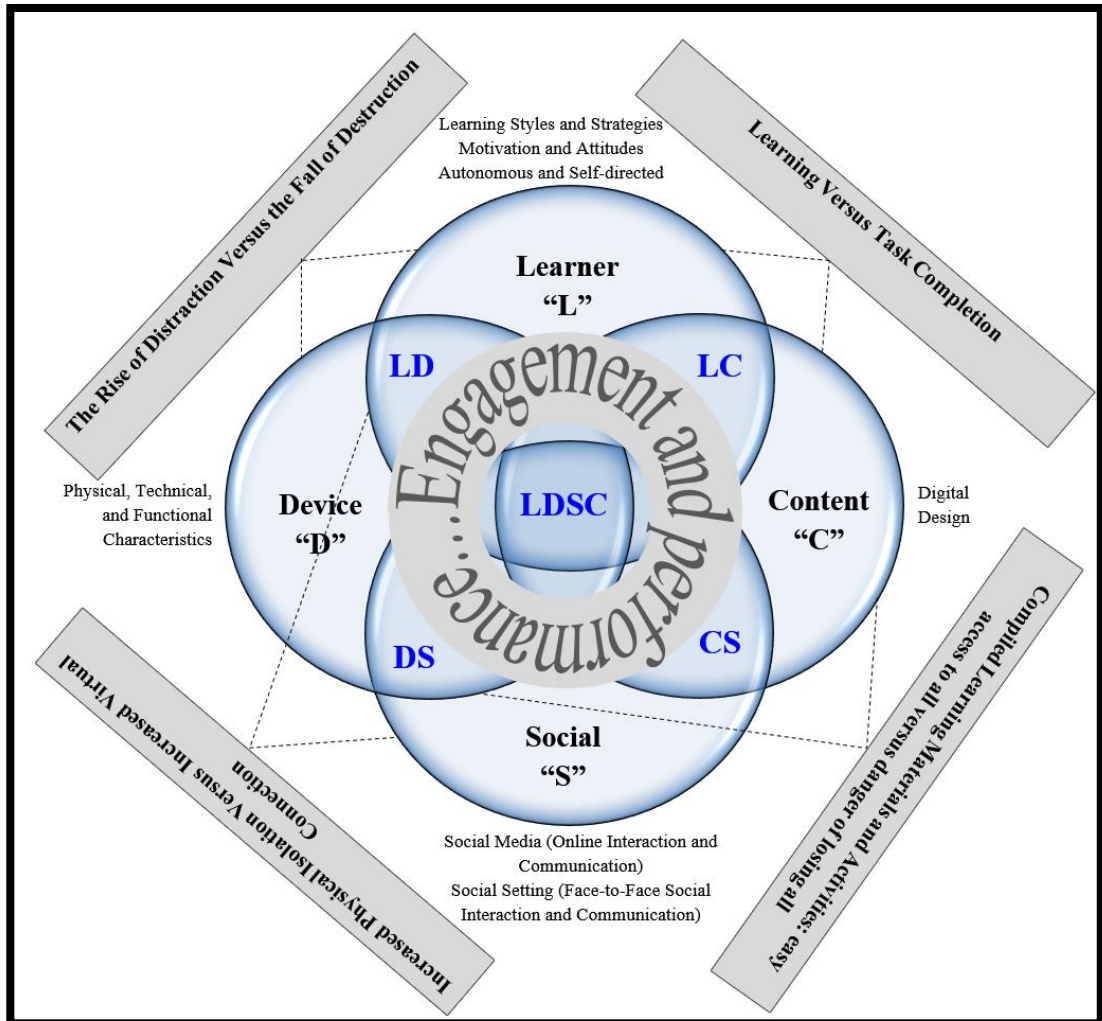 The Rise of Distraction Versus the Fall of Destruction
Learning Versus Task Completion
Learning Styles and Strategies
Motivation and Attitudes
Autonomous and Self-directed
Learner
“L”
LD
LC
Engagement and performance....
Physical, Technical,
and Functional
Characteristics
Device
“D”
LDSC
Content
“C”
Digital
Design
DS
CS
Social
“S”
Social Media (Online Interaction and
Communication)
Social Setting (Face-to-Face Social
Interaction and Communication)
Increased Physical Isolation Versus Increased Virtual
Connection
Compiled Learning Materials and Activities: easy
access to all versus danger of losing all